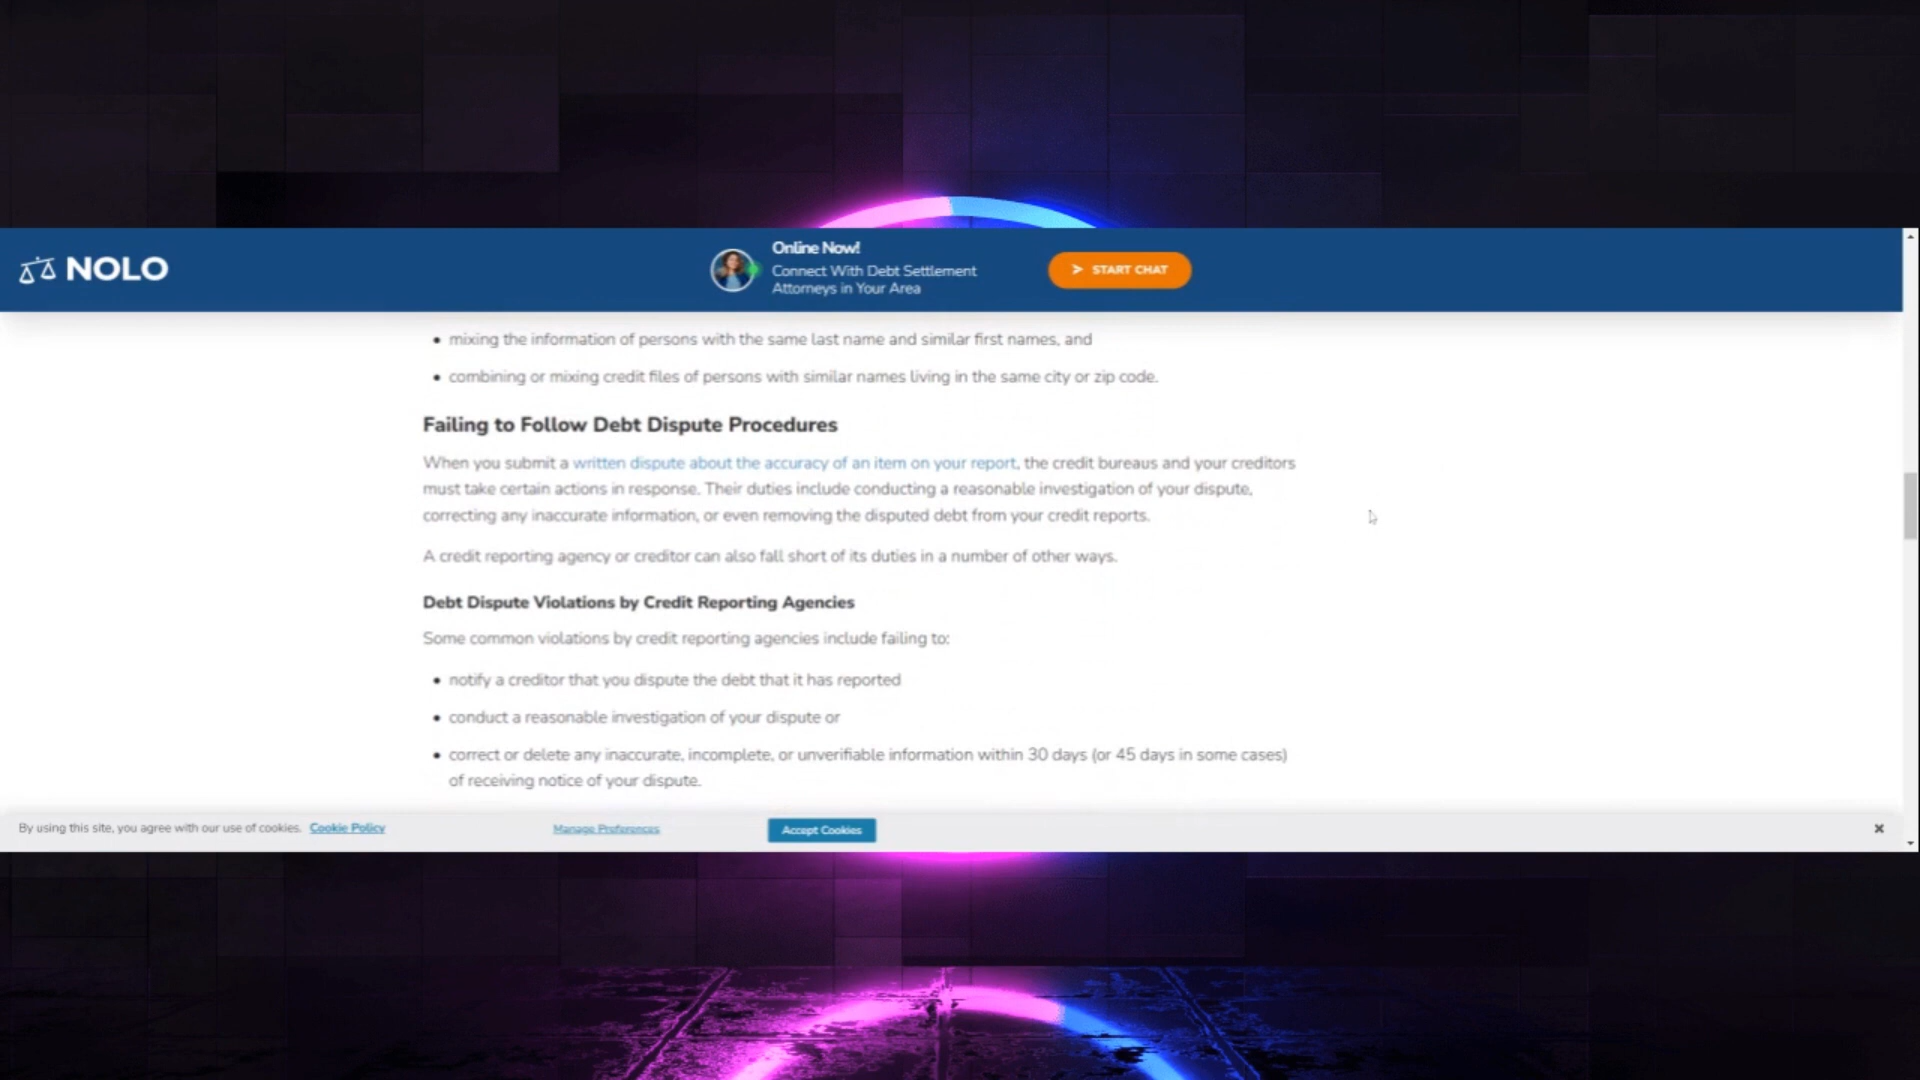 NOLO
Online Now!
Connect With Debt Settlement
Attorneys in Your Area
START CHAT
• mixing the information of persons with the same last name and similar first names, and
• combining or mixing credit files of persons with similar names living in the same city or zip code.
Failing to Follow Debt Dispute Procedures
When you submit a written dispute about the accuracy of an item on your report, the credit bureaus and your creditors
must take certain actions in response. Their duties include conducting a reasonable investigation of your dispute,
correcting any inaccurate information, or even removing the disputed debt from your credit reports.
A credit reporting agency or creditor can also fall short of its duties in a number of other ways.
Debt Dispute Violations by Credit Reporting Agencies
Some common violations by credit reporting agencies include failing to:
• notify a creditor that you dispute the debt that it has reported
• conduct a reasonable investigation of your dispute or
• correct or delete any inaccurate, incomplete, or unverifiable information within 30 days (or 45 days in some cases)
of receiving notice of your dispute.
By using this site, you agree with our use of cookies. Cookie Policy
Manage Preferences
Accept Cookies